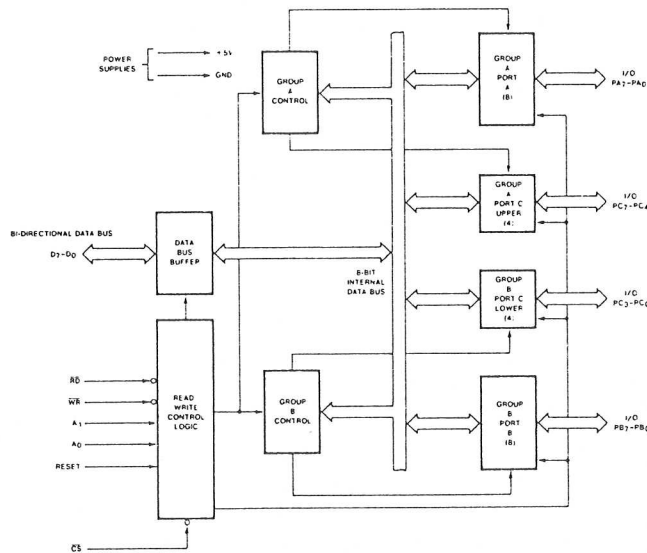 POWER
SUPPLIES
+5V
GND
GROUP
A
CONTROL
GROUP
A
PORT
A
(8)
I/O
PA7-PA0
GROUP
A
PORT C
UPPER
(4)
I/O
PC7-PC4
BI-DIRECTIONAL DATA BUS
D7-D0
DATA
BUS
BUFFER
8-BIT
INTERNAL
DATA BUS
GROUP
B
PORT C
LOWER
(4)
I/O
PC3-PC0
RD
WR
A1
A0
RESET
CS
READ
WRITE
CONTROL
LOGIC
GROUP
B
CONTROL
GROUP
B
PORT
B
(8)
I/O
PB7-PB0